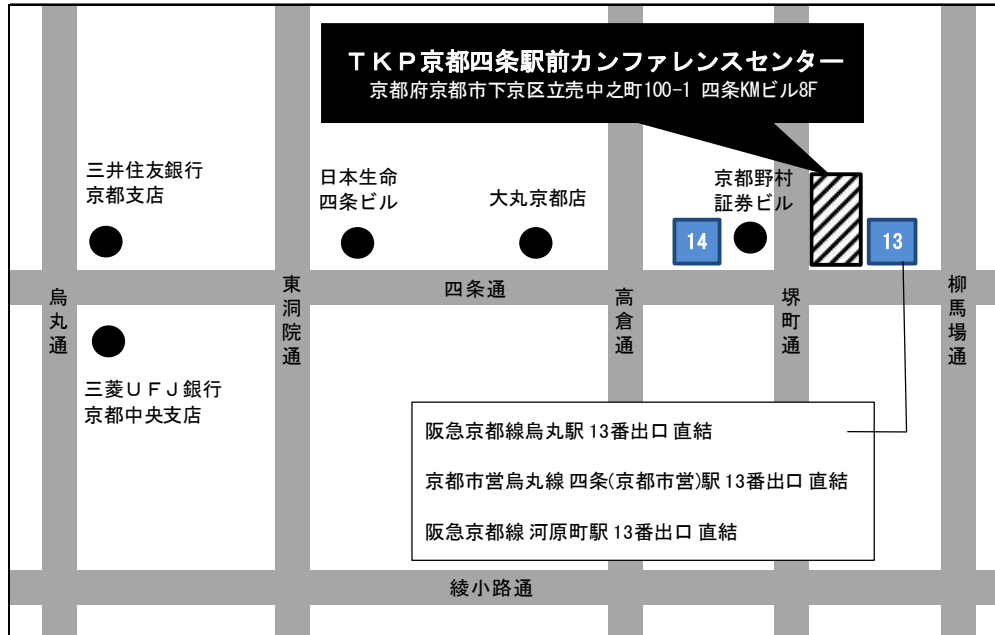 ＴＫＰ京都四条駅前カンファレンスセンター
京都府京都市下京区立売中之町100-1 四条KMビル8F
三井住友銀行
京都支店
日本生命
四条ビル
大丸京都店
京都野村
証券ビル
14
13
烏丸通
東洞院通
四条通
高倉通
堺町通
柳馬場通
三菱ＵＦＪ銀行
京都中央支店
阪急京都線烏丸駅 13番出口 直結
京都市営烏丸線 四条(京都市営)駅 13番出口 直結
阪急京都線 河原町駅 13番出口 直結
綾小路通